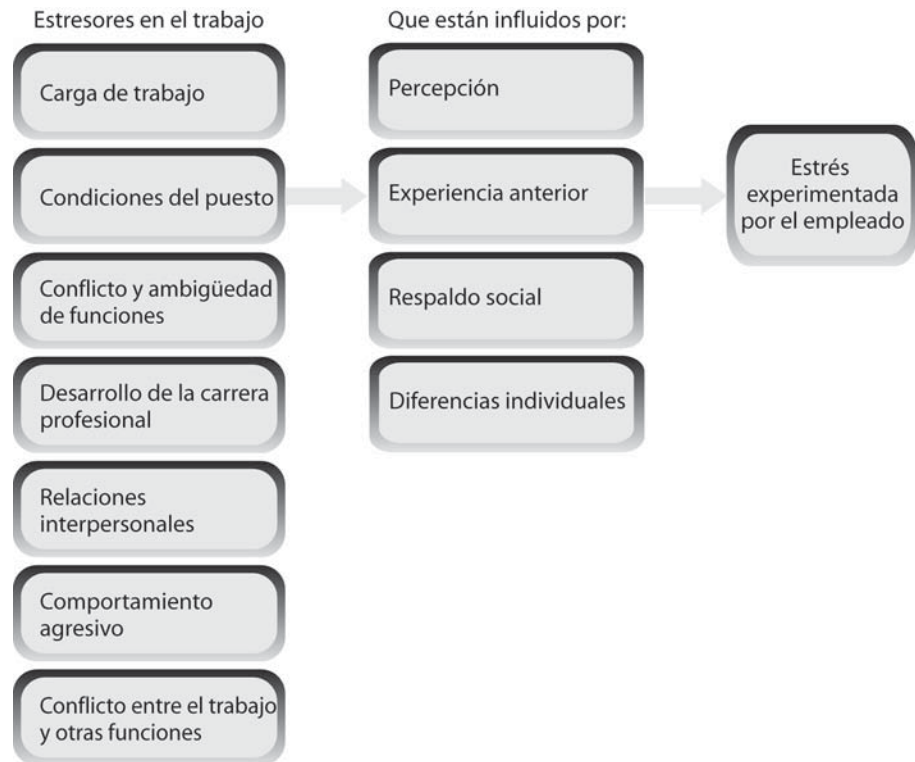 Estresores en el trabajo
Carga de trabajo
Condiciones del puesto
Conflicto y ambigüedad
de funciones
Desarrollo de la carrera
profesional
Relaciones
interpersonales
Comportamiento
agresivo
Conflicto entre el trabajo
y otras funciones
Que están influidos por:
Percepción
Experiencia anterior
Respaldo social
Diferencias individuales
Estrés
experimentada
por el empleado